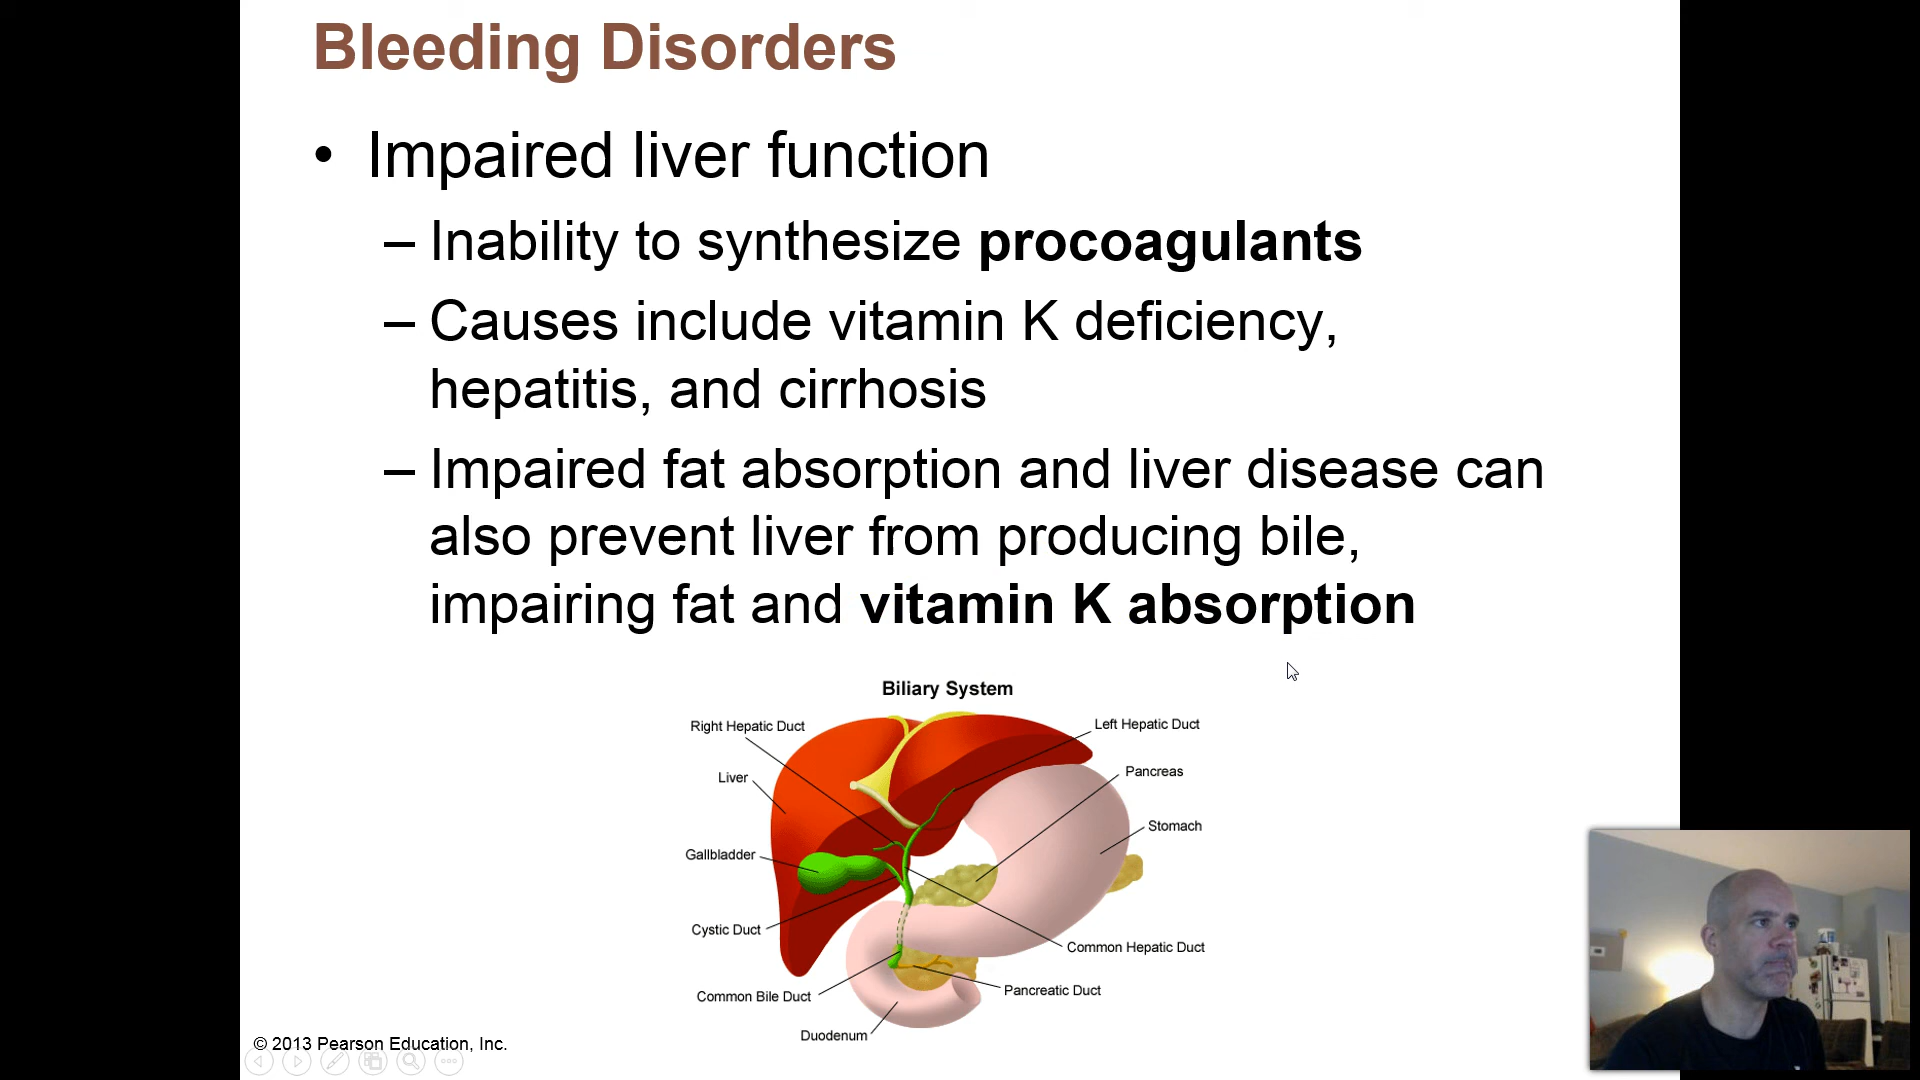 Bleeding Disorders
• Impaired liver function
– Inability to synthesize procoagulants
– Causes include vitamin K deficiency,
hepatitis, and cirrhosis
– Impaired fat absorption and liver disease can
also prevent liver from producing bile,
impairing fat and vitamin K absorption
Biliary System
Right Hepatic Duct
Left Hepatic Duct
Liver
Pancreas
Stomach
Gallbladder
Cystic Duct
Common Hepatic Duct
Common Bile Duct
Pancreatic Duct
Duodenum
© 2013 Pearson Education, Inc.